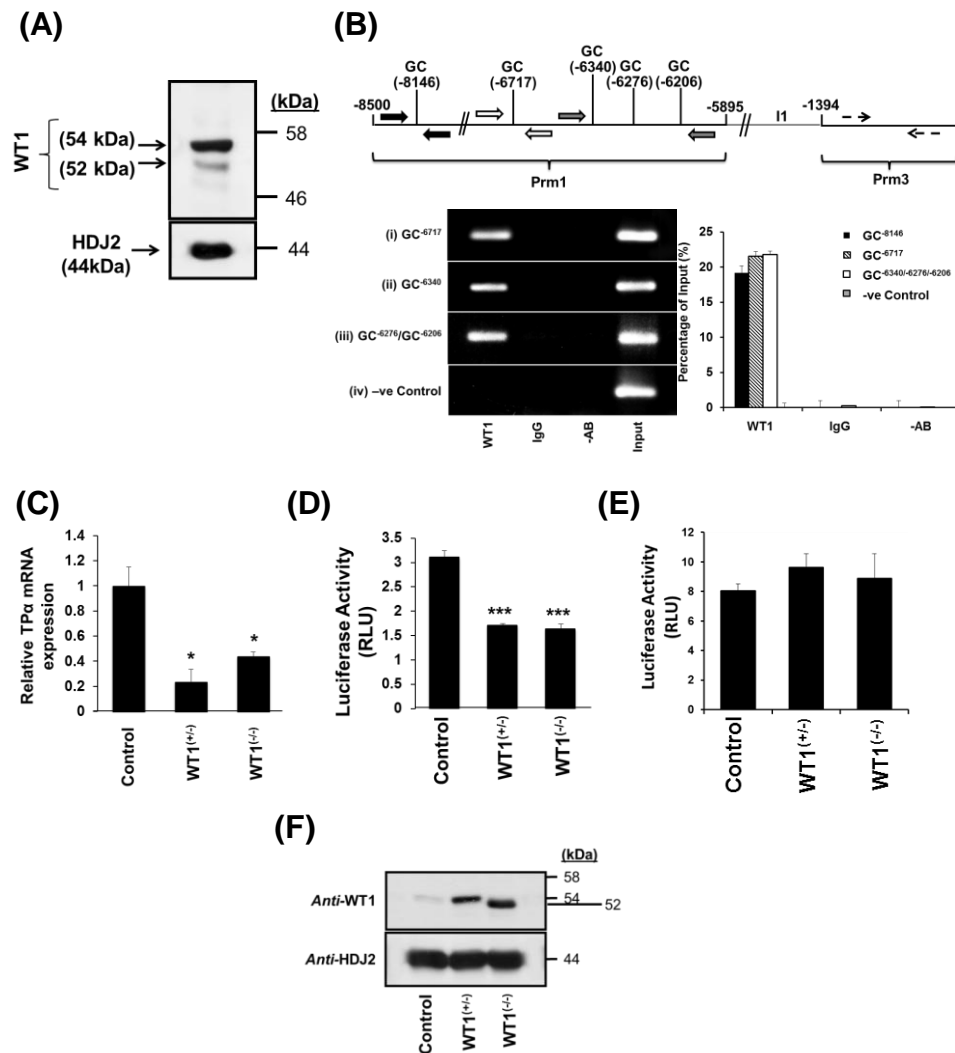 (A)
WT1
(54 kDa)
(52 kDa)
HDJ2
(44kDa)
(kDa)
58
46
44
(B)
GC
(-8146)
GC
(-6717)
GC
(-6340)
GC
(-6276)
GC
(-6206)
-8500
-5895
I1
-1394
Prm1
Prm3
(i) GC-6717
(ii) GC-6340
(iii) GC-6276/GC-6206
(iv) –ve Control
WT1
IgG
-AB
Input
Percentage of Input (%)
25
20
15
10
5
0
WT1
IgG
-AB
GC-8146
GC-6717
GC-6340/-6276/-6206
-ve Control
(C)
Relative TPα mRNA
expression
1.4
1.2
1
0.8
0.6
0.4
0.2
0
*
*
Control
WT1(+/-)
WT1(-/-)
(D)
Luciferase Activity
(RLU)
3.5
3
2.5
2
1.5
1
0.5
0
***
***
Control
WT1(+/-)
WT1(-/-)
(E)
Luciferase Activity
(RLU)
12
10
8
6
4
2
0
Control
WT1(+/-)
WT1(-/-)
(F)
(kDa)
Anti-WT1
58
54
52
Anti-HDJ2
44
Control
WT1(+/-)
WT1(-/-)